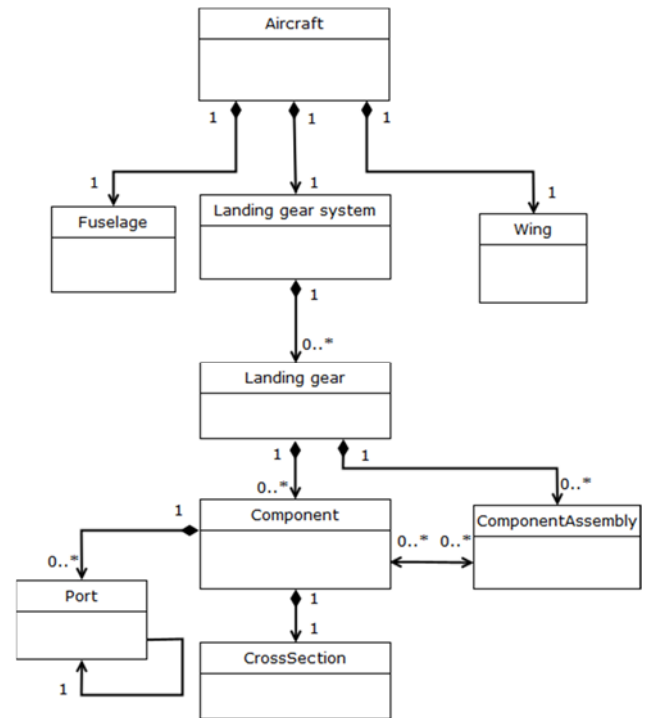 Aircraft
1 1 1
1 1 1
Fuselage Landing gear system Wing
1
0..*
Landing gear
1 1
0..* 0..*
1 Component ComponentAssembly
0..* 0..*
0..*
Port
1
1
CrossSection
1